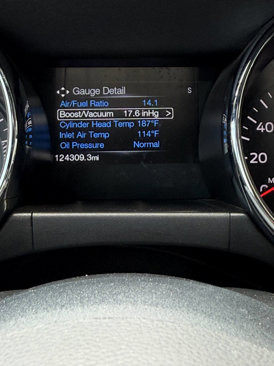 Gauge Detail S
Air/Fuel Ratio 14.1
Boost/Vacuum 17.6 inHg >
Cylinder Head Temp 187°F
Inlet Air Temp 114°F
Oil Pressure Normal
124309.3mi
40
20
0